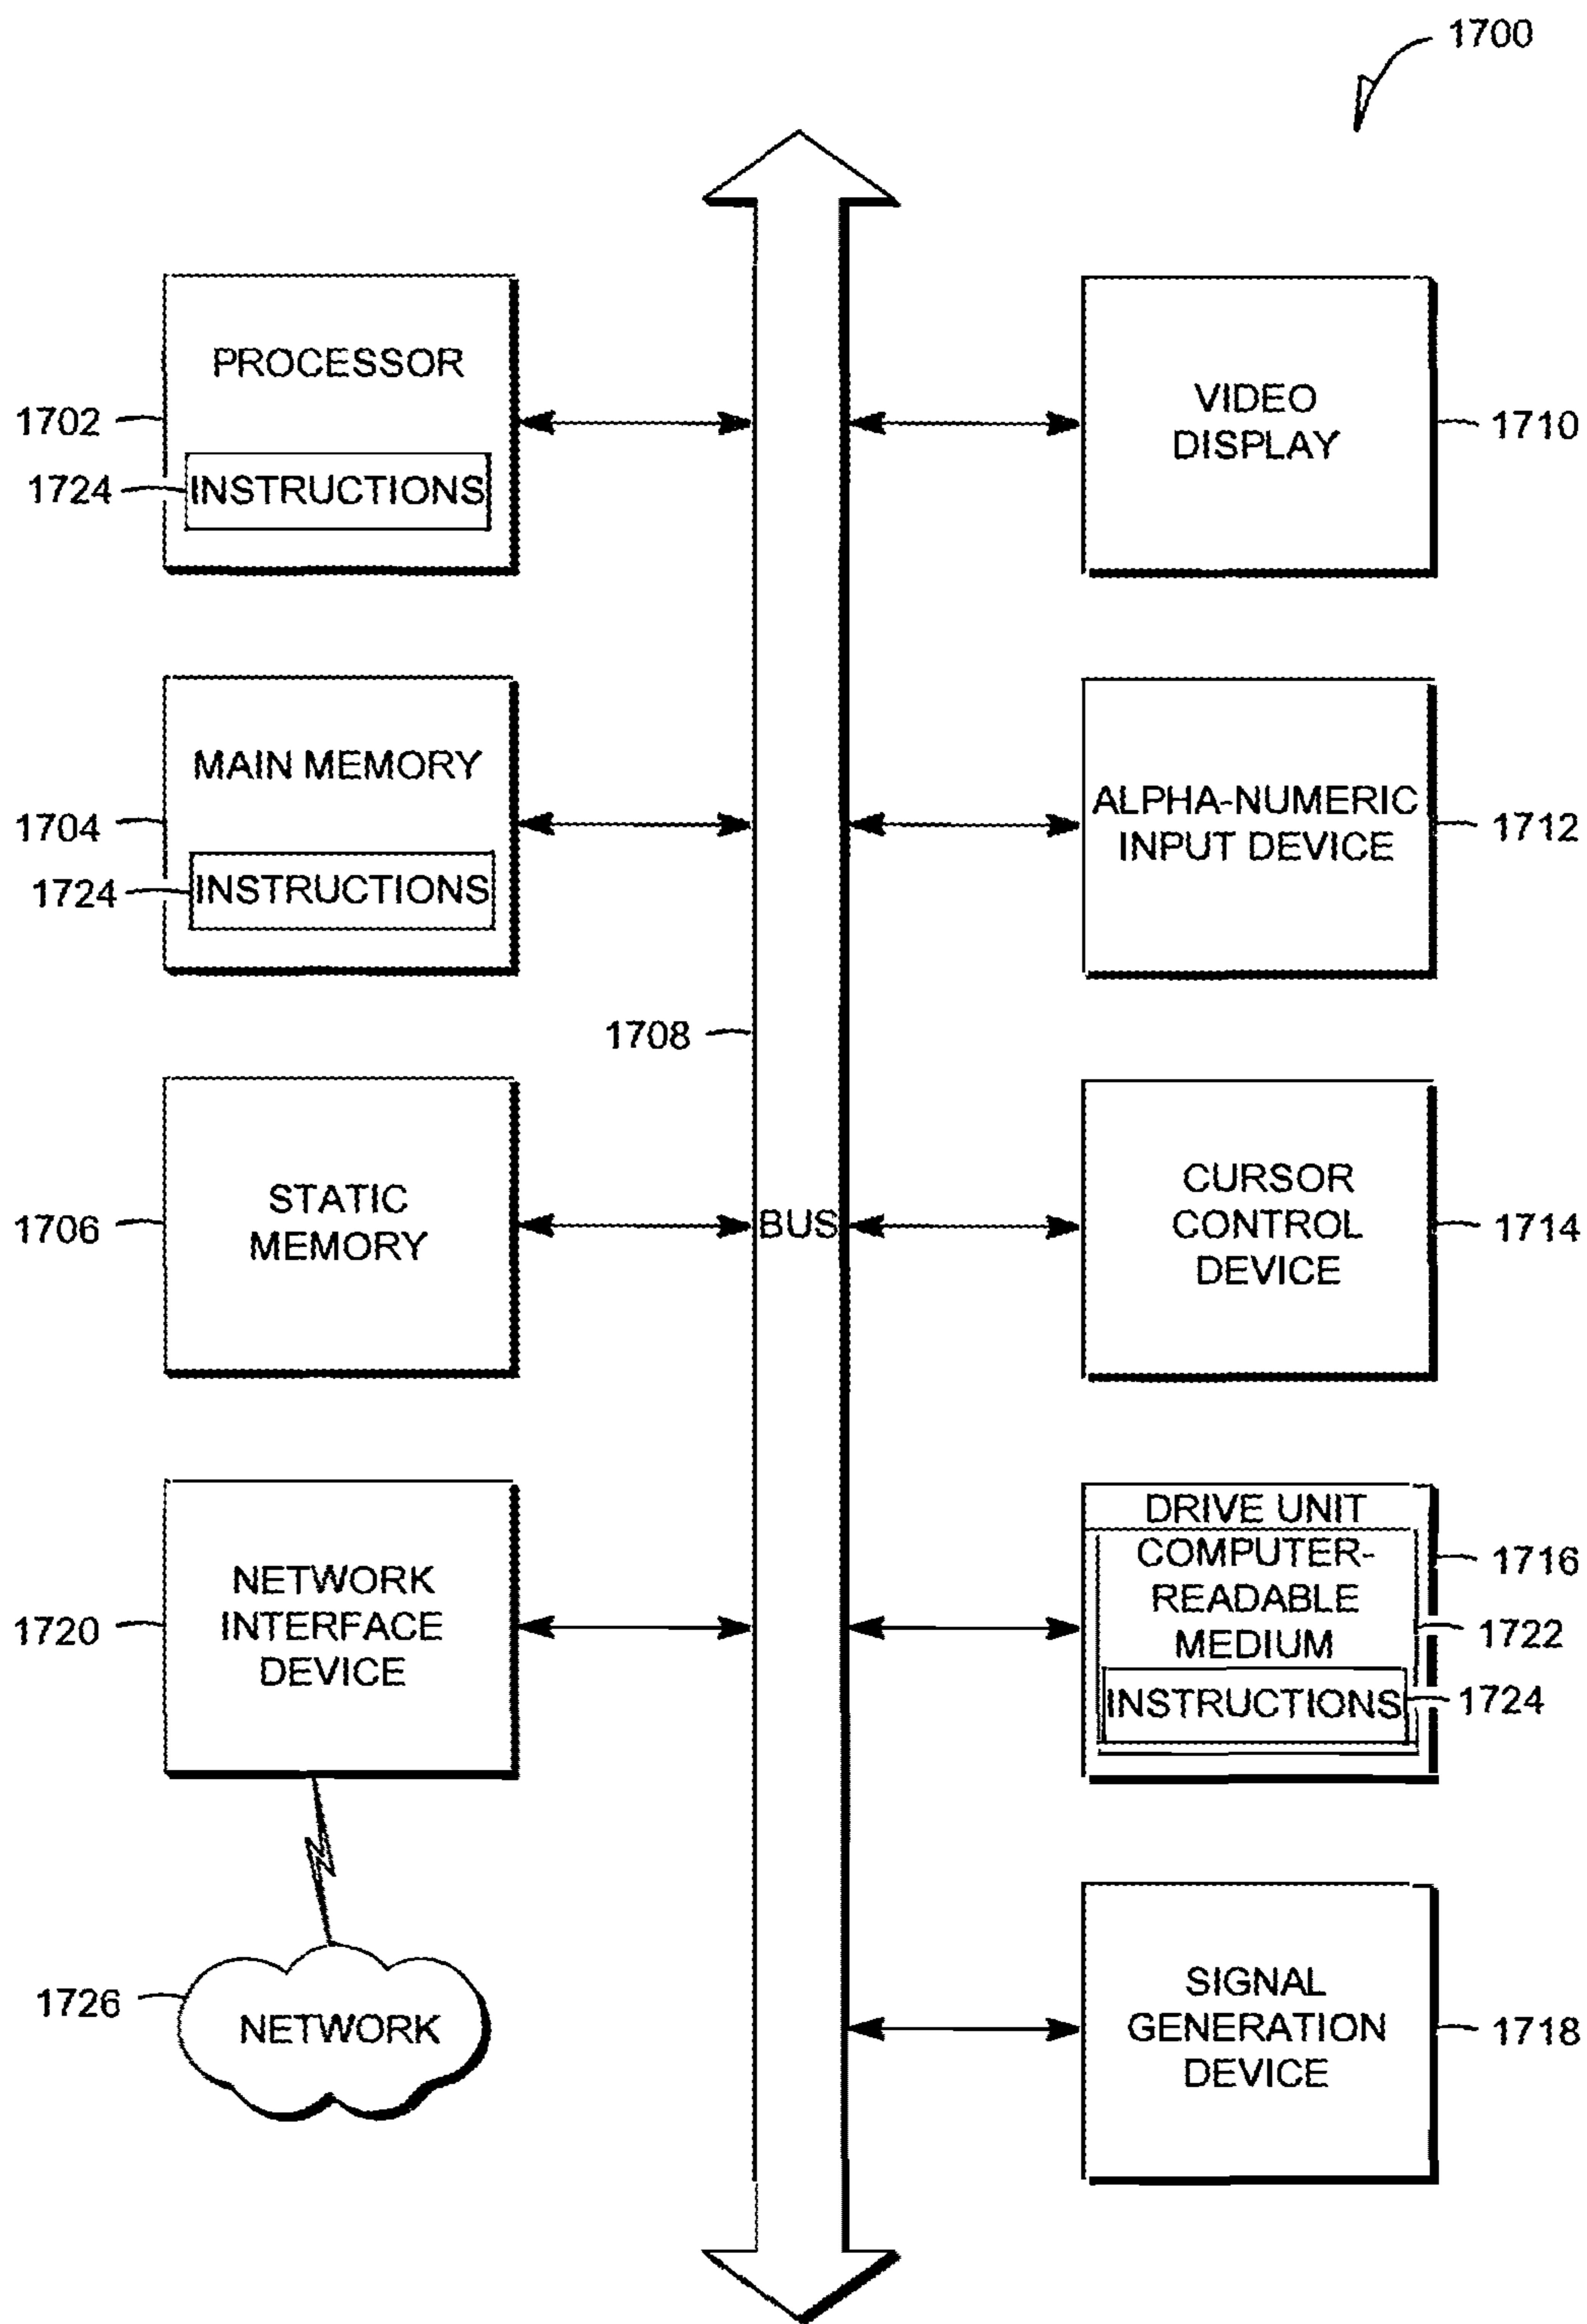 1700
PROCESSOR
1702
1724
INSTRUCTIONS
VIDEO
DISPLAY
1710
MAIN MEMORY
1704
1724
INSTRUCTIONS
ALPHA-NUMERIC
INPUT DEVICE
1712
1708
STATIC
MEMORY
1706
BUS
CURSOR
CONTROL
DEVICE
1714
NETWORK
INTERFACE
DEVICE
1720
DRIVE UNIT
COMPUTER-
READABLE
MEDIUM
INSTRUCTIONS
1716
1722
1724
1726
NETWORK
SIGNAL
GENERATION
DEVICE
1718